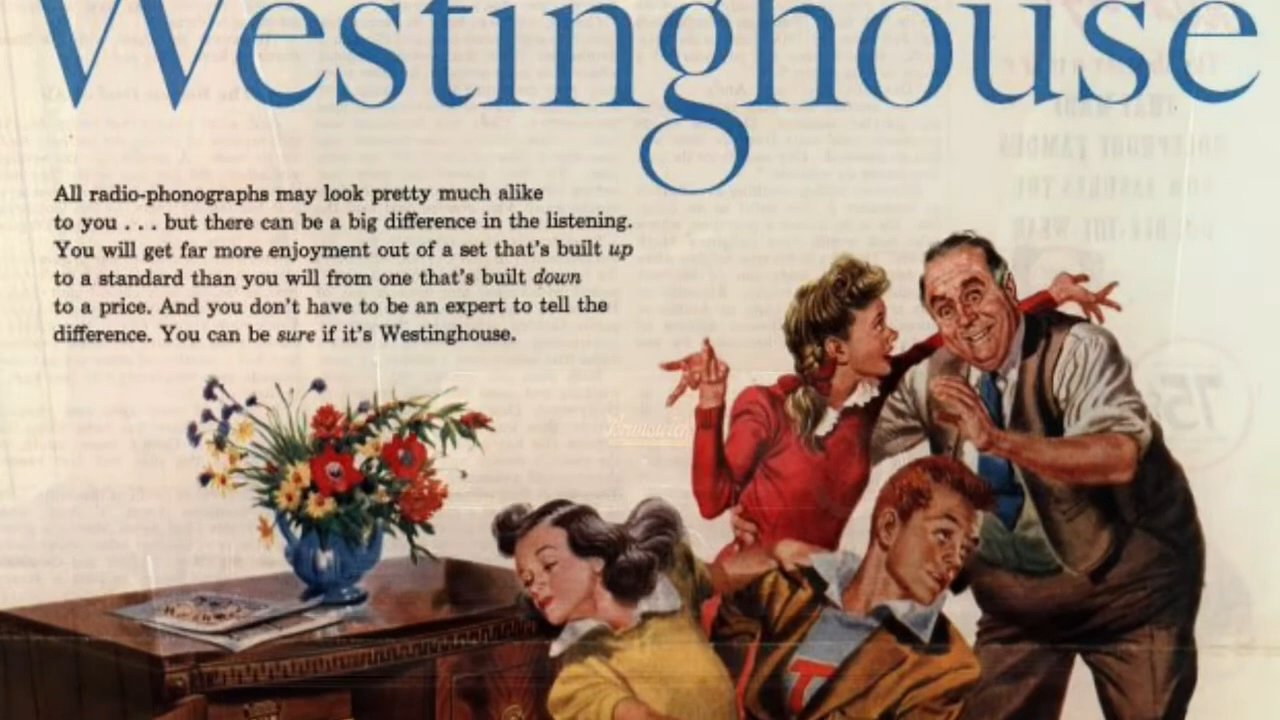 Westinghouse
All radio-phonographs may look pretty much alike
to you . . . but there can be a big difference in the listening.
You will get far more enjoyment out of a set that's built up
to a standard than you will from one that's built down
to a price. And you don't have to be an expert to tell the
difference. You can be sure if it's Westinghouse.
T